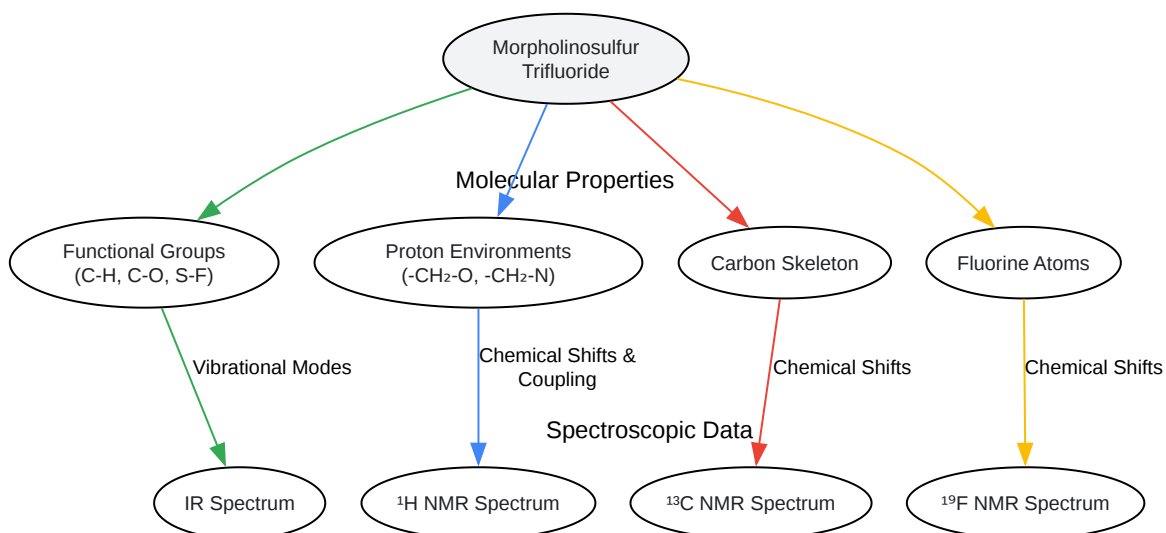 Morpholinosulfur
Trifluoride
Molecular Properties
Functional Groups
(C-H, C-O, S-F)
Proton Environments
(-CH₂-O, -CH₂-N)
Carbon Skeleton
Fluorine Atoms
Vibrational Modes
Chemical Shifts &
Coupling
Chemical Shifts
Chemical Shifts
Spectroscopic Data
IR Spectrum
¹H NMR Spectrum
¹³C NMR Spectrum
¹⁹F NMR Spectrum